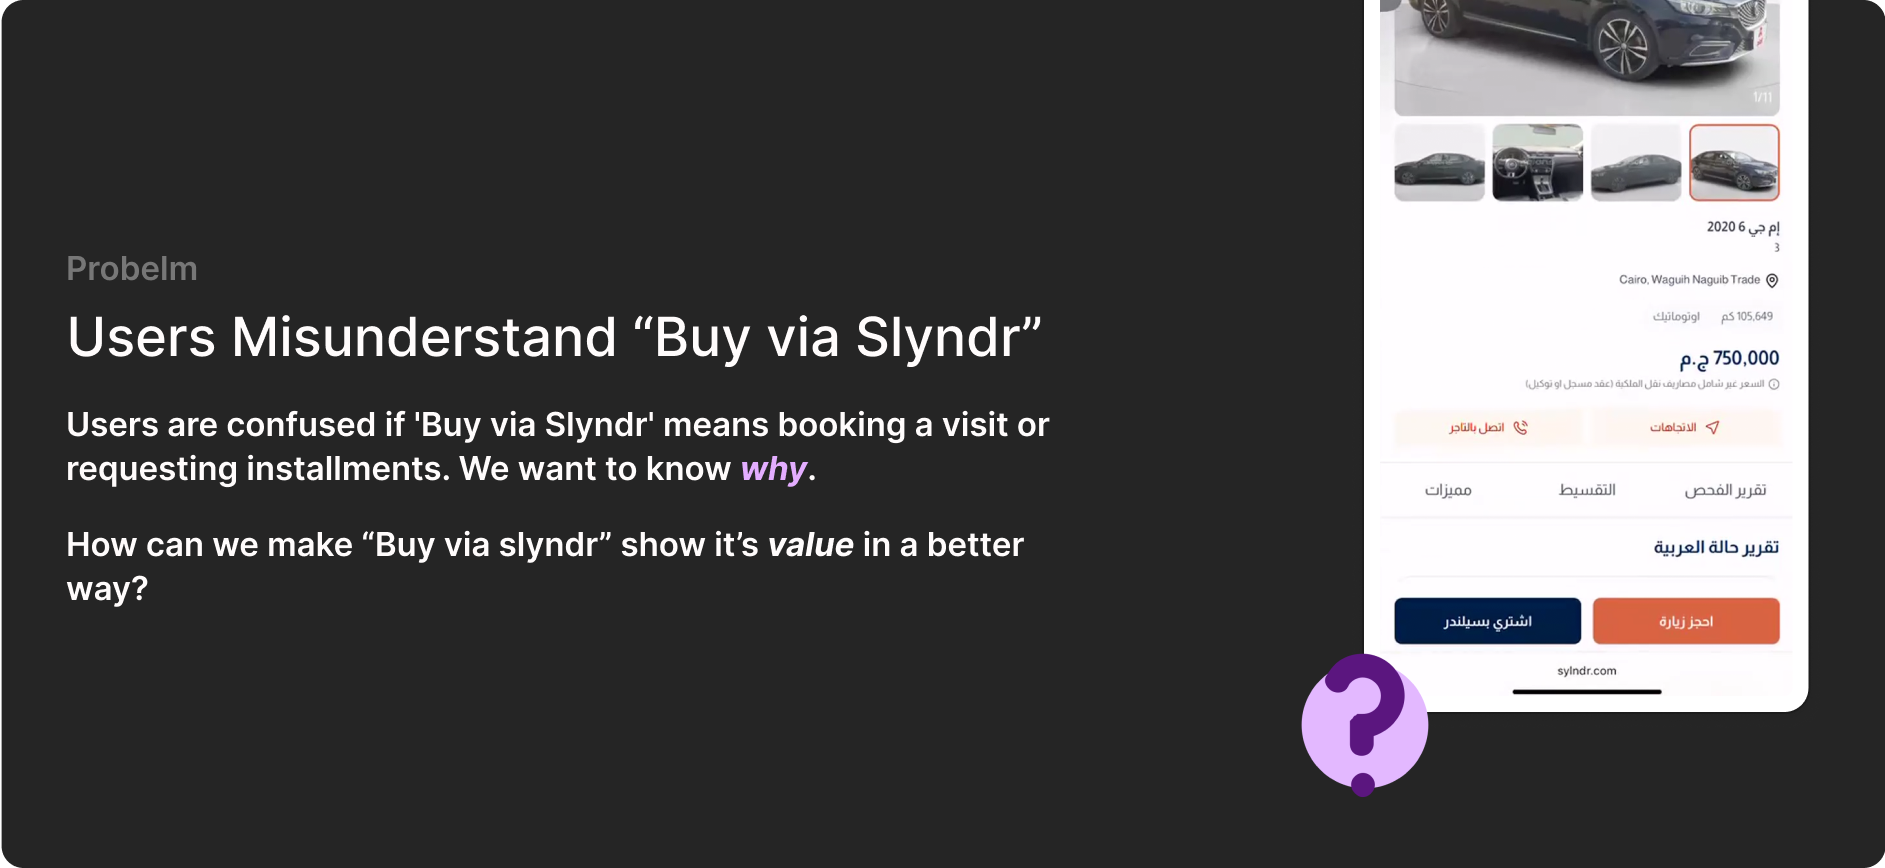 Probelm
Users Misunderstand “Buy via Slyndr”
Users are confused if 'Buy via Slyndr' means booking a visit or
requesting installments. We want to know why.
How can we make “Buy via slyndr” show it’s value in a better
way?
1/11
إم جي 6 2020
3
Cairo, Waguih Naguib Trade
105,649 كم اوتوماتيك
750,000 ج.م
السعر غير شامل مصاريف نقل الملكية (عقد مسجل او توكيل)
الاتجاهات اتصل بالتاجر
تقرير الفحص التقسيط مميزات
تقرير حالة العربية
احجز زيارة اشتري بسيلندر
sylndr.com
?